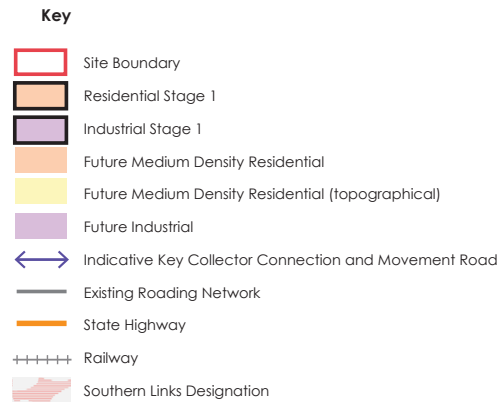 Key
Site Boundary
Residential Stage 1
Industrial Stage 1
Future Medium Density Residential
Future Medium Density Residential (topographical)
Future Industrial
Indicative Key Collector Connection and Movement Road
Existing Roading Network
State Highway
Railway
Southern Links Designation